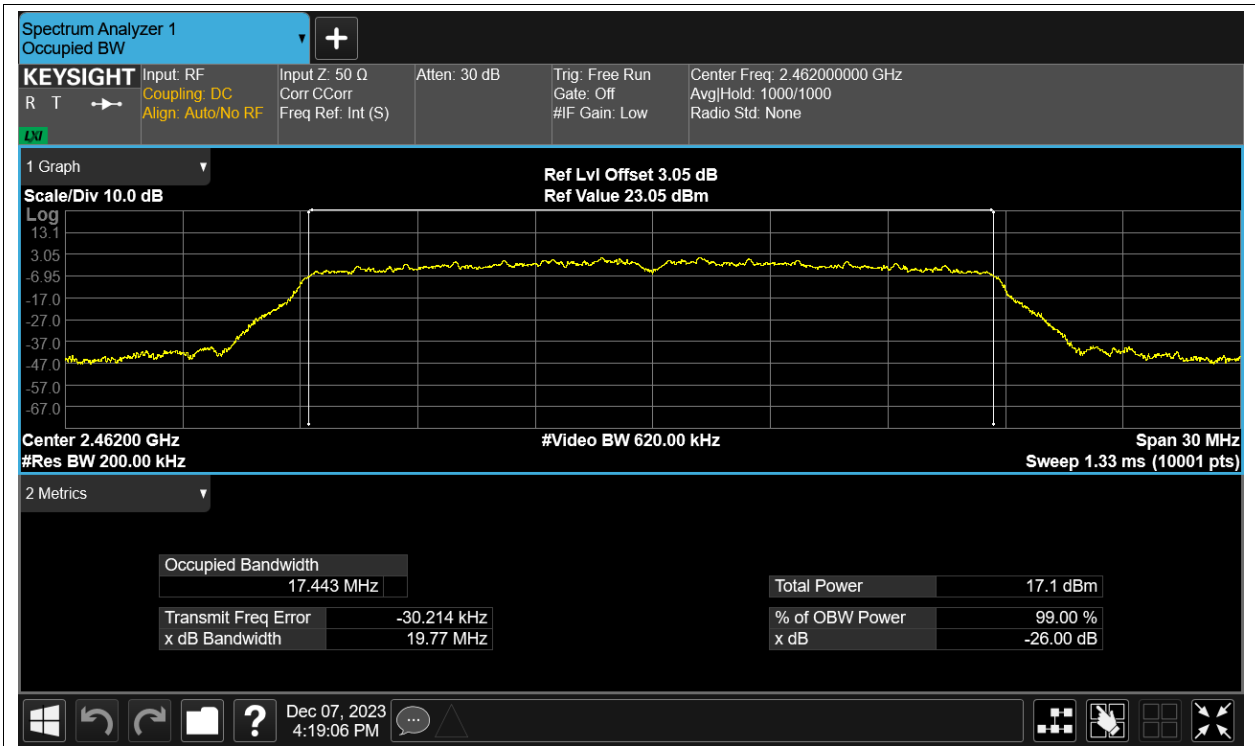 Spectrum Analyzer 1
Occupied BW
KEYSIGHT
R T
LXI
Input: RF
Coupling: DC
Align: Auto/No RF
Input Z: 50 Ω
Corr CCorr
Freq Ref: Int (S)
Atten: 30 dB
Trig: Free Run
Gate: Off
#IF Gain: Low
Center Freq: 2.462000000 GHz
Avg|Hold: 1000/1000
Radio Std: None
1 Graph
Scale/Div 10.0 dB
Ref Lvl Offset 3.05 dB
Ref Value 23.05 dBm
Log
13.1
3.05
-6.95
-17.0
-27.0
-37.0
-47.0
-57.0
-67.0
Center 2.46200 GHz
#Video BW 620.00 kHz
Span 30 MHz
#Res BW 200.00 kHz
Sweep 1.33 ms (10001 pts)
2 Metrics
Occupied Bandwidth
17.443 MHz
Total Power 17.1 dBm
Transmit Freq Error -30.214 kHz
% of OBW Power 99.00 %
x dB Bandwidth 19.77 MHz
x dB -26.00 dB
?
Dec 07, 2023
4:19:06 PM